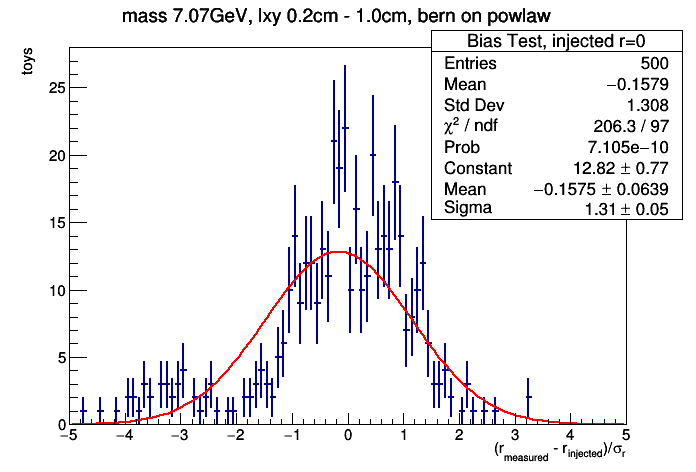 mass 7.07GeV, lxy 0.2cm - 1.0cm, bern on powlaw
toys
Bias Test, injected r=0
Entries 500
Mean −0.1579
Std Dev 1.308
χ² / ndf 206.3 / 97
Prob 7.105e−10
Constant 12.82 ± 0.77
Mean −0.1575 ± 0.0639
Sigma 1.31 ± 0.05
25
20
15
10
5
0
−5 −4 −3 −2 −1 0 1 2 3 4 5
(r_measured - r_injected)/σ_r